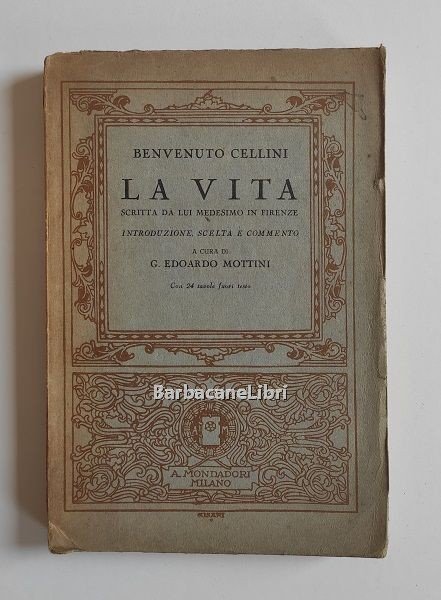 BENVENUTO CELLINI
LA VITA
SCRITTA DA LUI MEDESIMO IN FIRENZE
INTRODUZIONE, SCELTA E COMMENTO
A CURA DI
G. EDOARDO MOTTINI
Con 24 tavole fuori testo
BarbacaneLibri
A. MONDADORI
MILANO